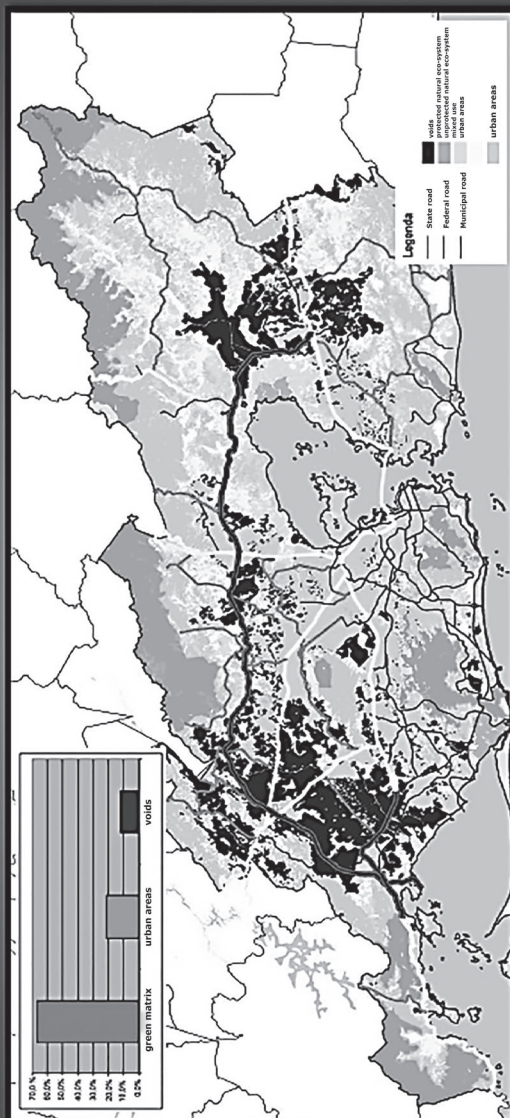 70,0 %
60,0%
50,0%
40,0%
30,0%
20,0%
10,0%
0,0%
green matrix
urban areas
voids
Legenda
State road
Federal road
Municipal road
voids
protected natural eco-system
unprotected natural eco-system
mixed use
urban areas
urban areas